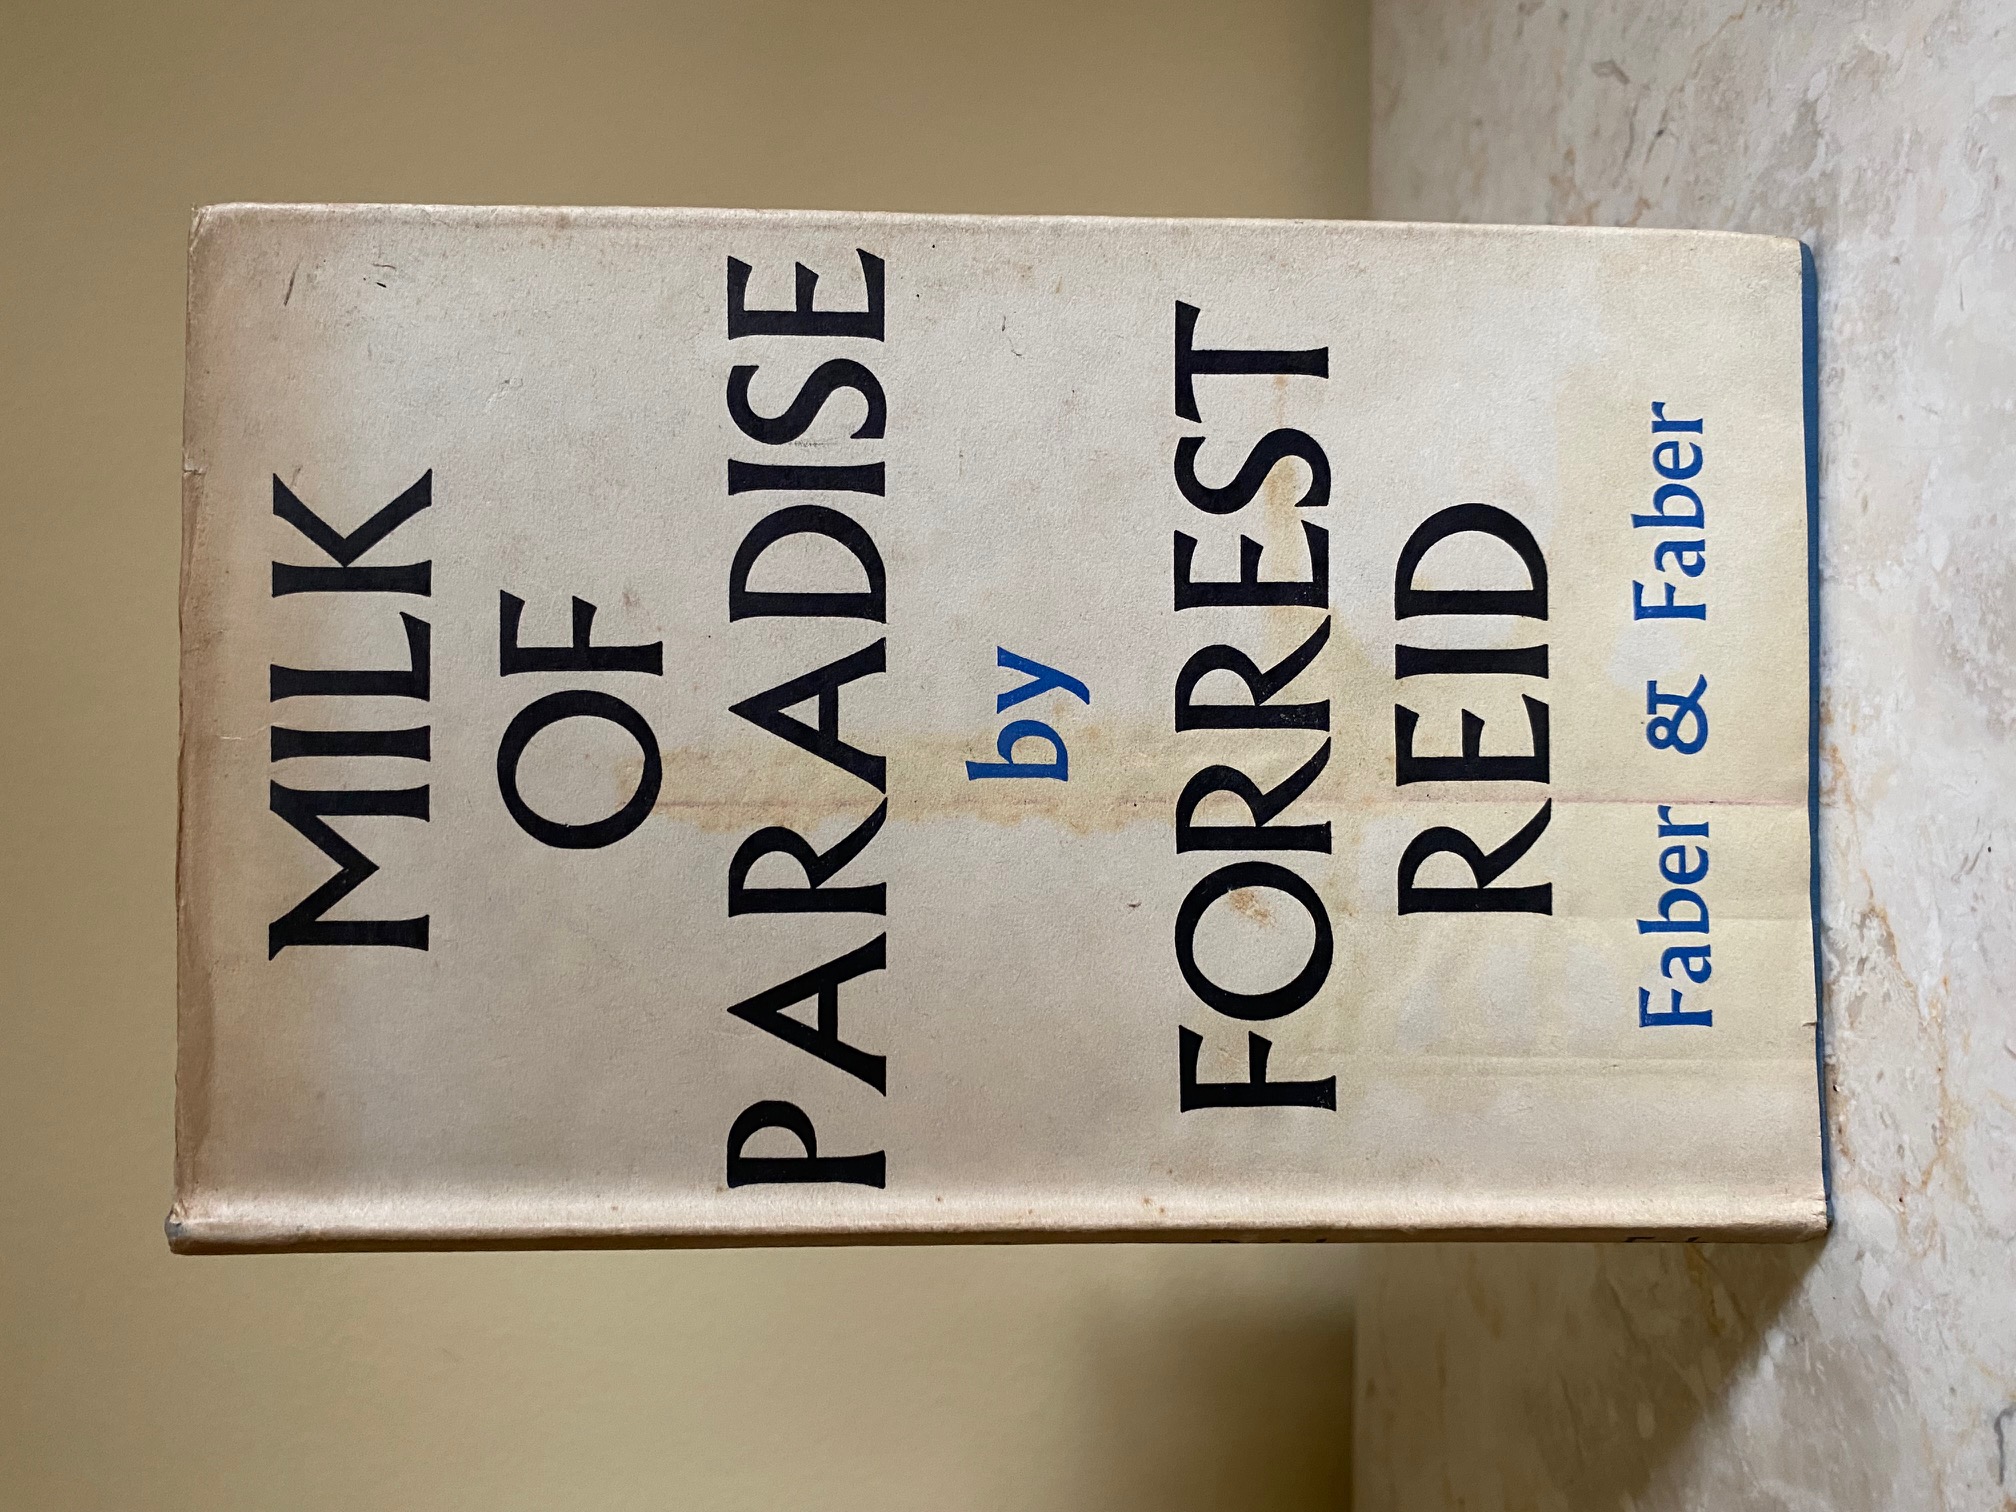 MILK
OF
PARADISE
by
FORREST
REID
Faber & Faber